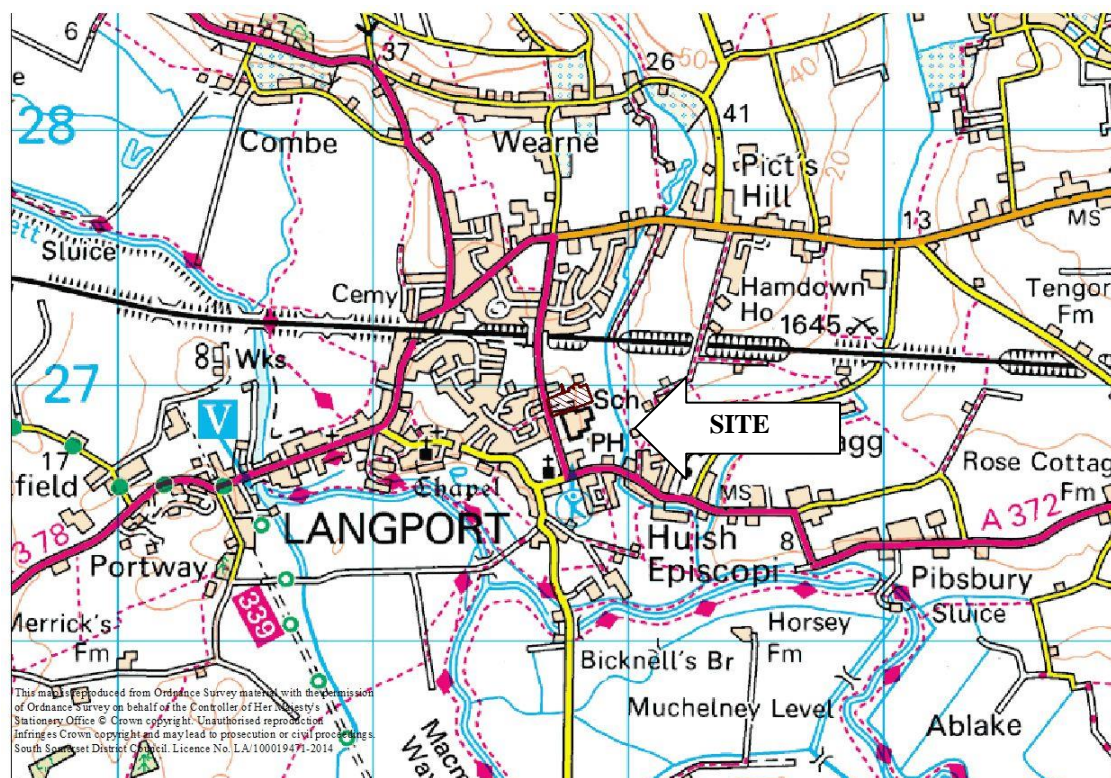 6
37
26
28
Combe
Wearne
41
Pict's
Hill
13
MS
Sluice
Cemy
Hamdown
Ho
1645
Tengor
Fm
27
8
Wks
V
Sch
SITE
PH
agg
17
field
Chapel
MS
Rose Cottag
Fm
A 372
LANGPORT
Huish
Episcopi
8
378
Portway
Pibsbury
Sluice
339
Merrick's
Fm
Horsey
Fm
Bicknell's Br
Muchelney Level
Ablake
This map is reproduced from Ordnance Survey material with the permission
of Ordnance Survey on behalf of the Controller of Her Majesty's
Stationery Office © Crown copyright. Unauthorised reproduction
Infringes Crown copyright and may lead to prosecution or civil proceedings.
South Somerset District Council. Licence No. LA/100019471-2014
50
40
20